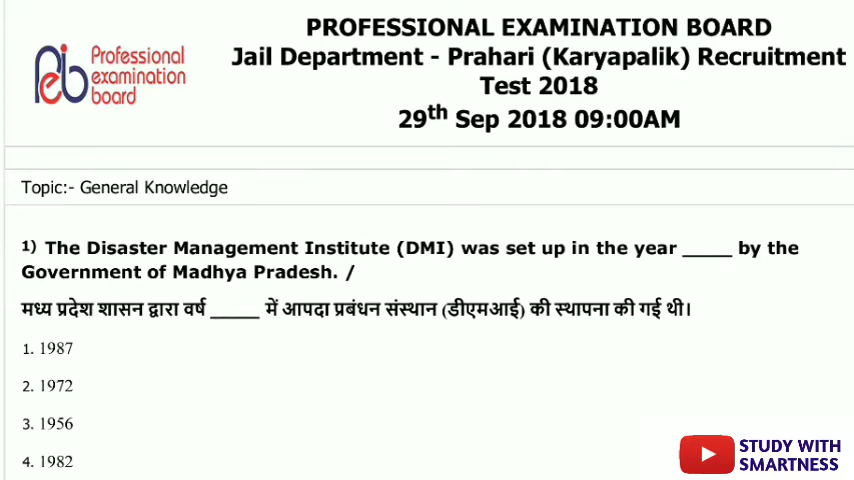 PROFESSIONAL EXAMINATION BOARD
Professional
examination
board
Jail Department - Prahari (Karyapalik) Recruitment
Test 2018
29th Sep 2018 09:00AM
Topic:- General Knowledge
1) The Disaster Management Institute (DMI) was set up in the year ____ by the
Government of Madhya Pradesh. /
मध्य प्रदेश शासन द्वारा वर्ष _____ में आपदा प्रबंधन संस्थान (डीएमआई) की स्थापना की गई थी।
1. 1987
2. 1972
3. 1956
4. 1982
STUDY WITH
SMARTNESS